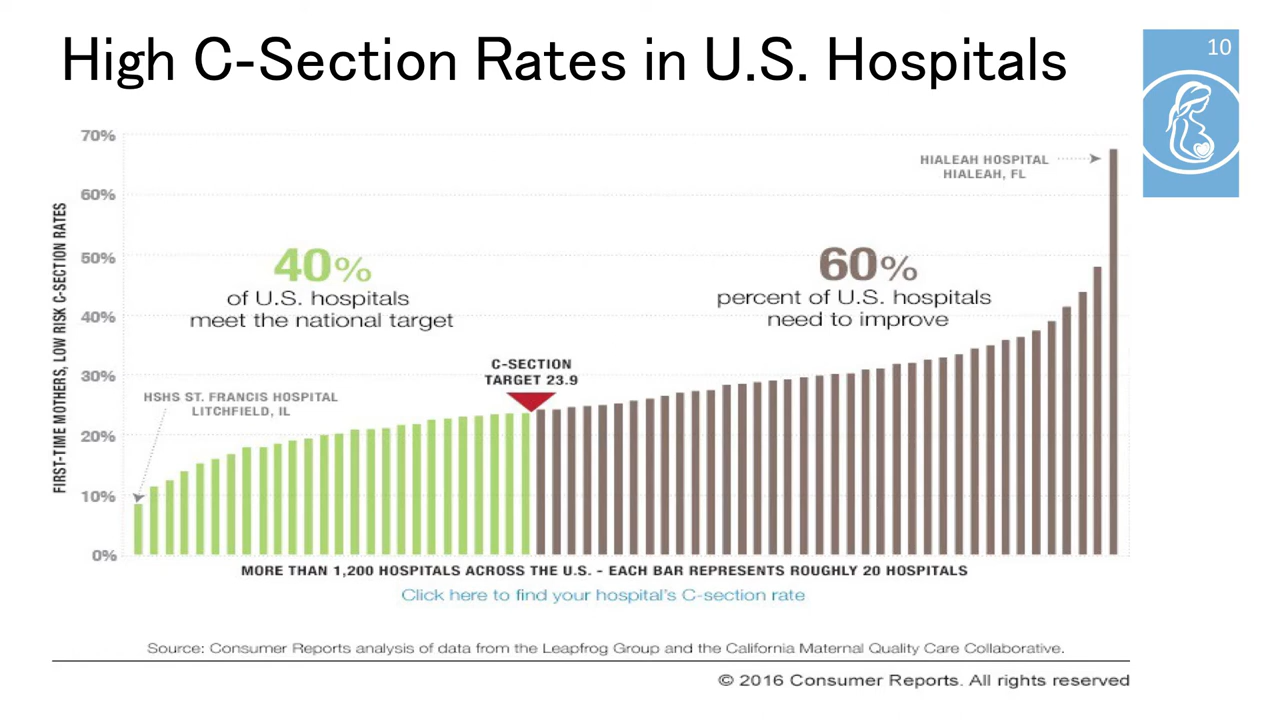 High C-Section Rates in U.S. Hospitals
10
70%
60%
50%
40%
30%
20%
10%
0%
FIRST-TIME MOTHERS, LOW RISK C-SECTION RATES
HIALEAH HOSPITAL
HIALEAH, FL
40%
of U.S. hospitals
meet the national target
60%
percent of U.S. hospitals
need to improve
C-SECTION
TARGET 23.9
HSHS ST. FRANCIS HOSPITAL
LITCHFIELD, IL
MORE THAN 1,200 HOSPITALS ACROSS THE U.S. - EACH BAR REPRESENTS ROUGHLY 20 HOSPITALS
Click here to find your hospital's C-section rate
Source: Consumer Reports analysis of data from the Leapfrog Group and the California Maternal Quality Care Collaborative.
© 2016 Consumer Reports. All rights reserved